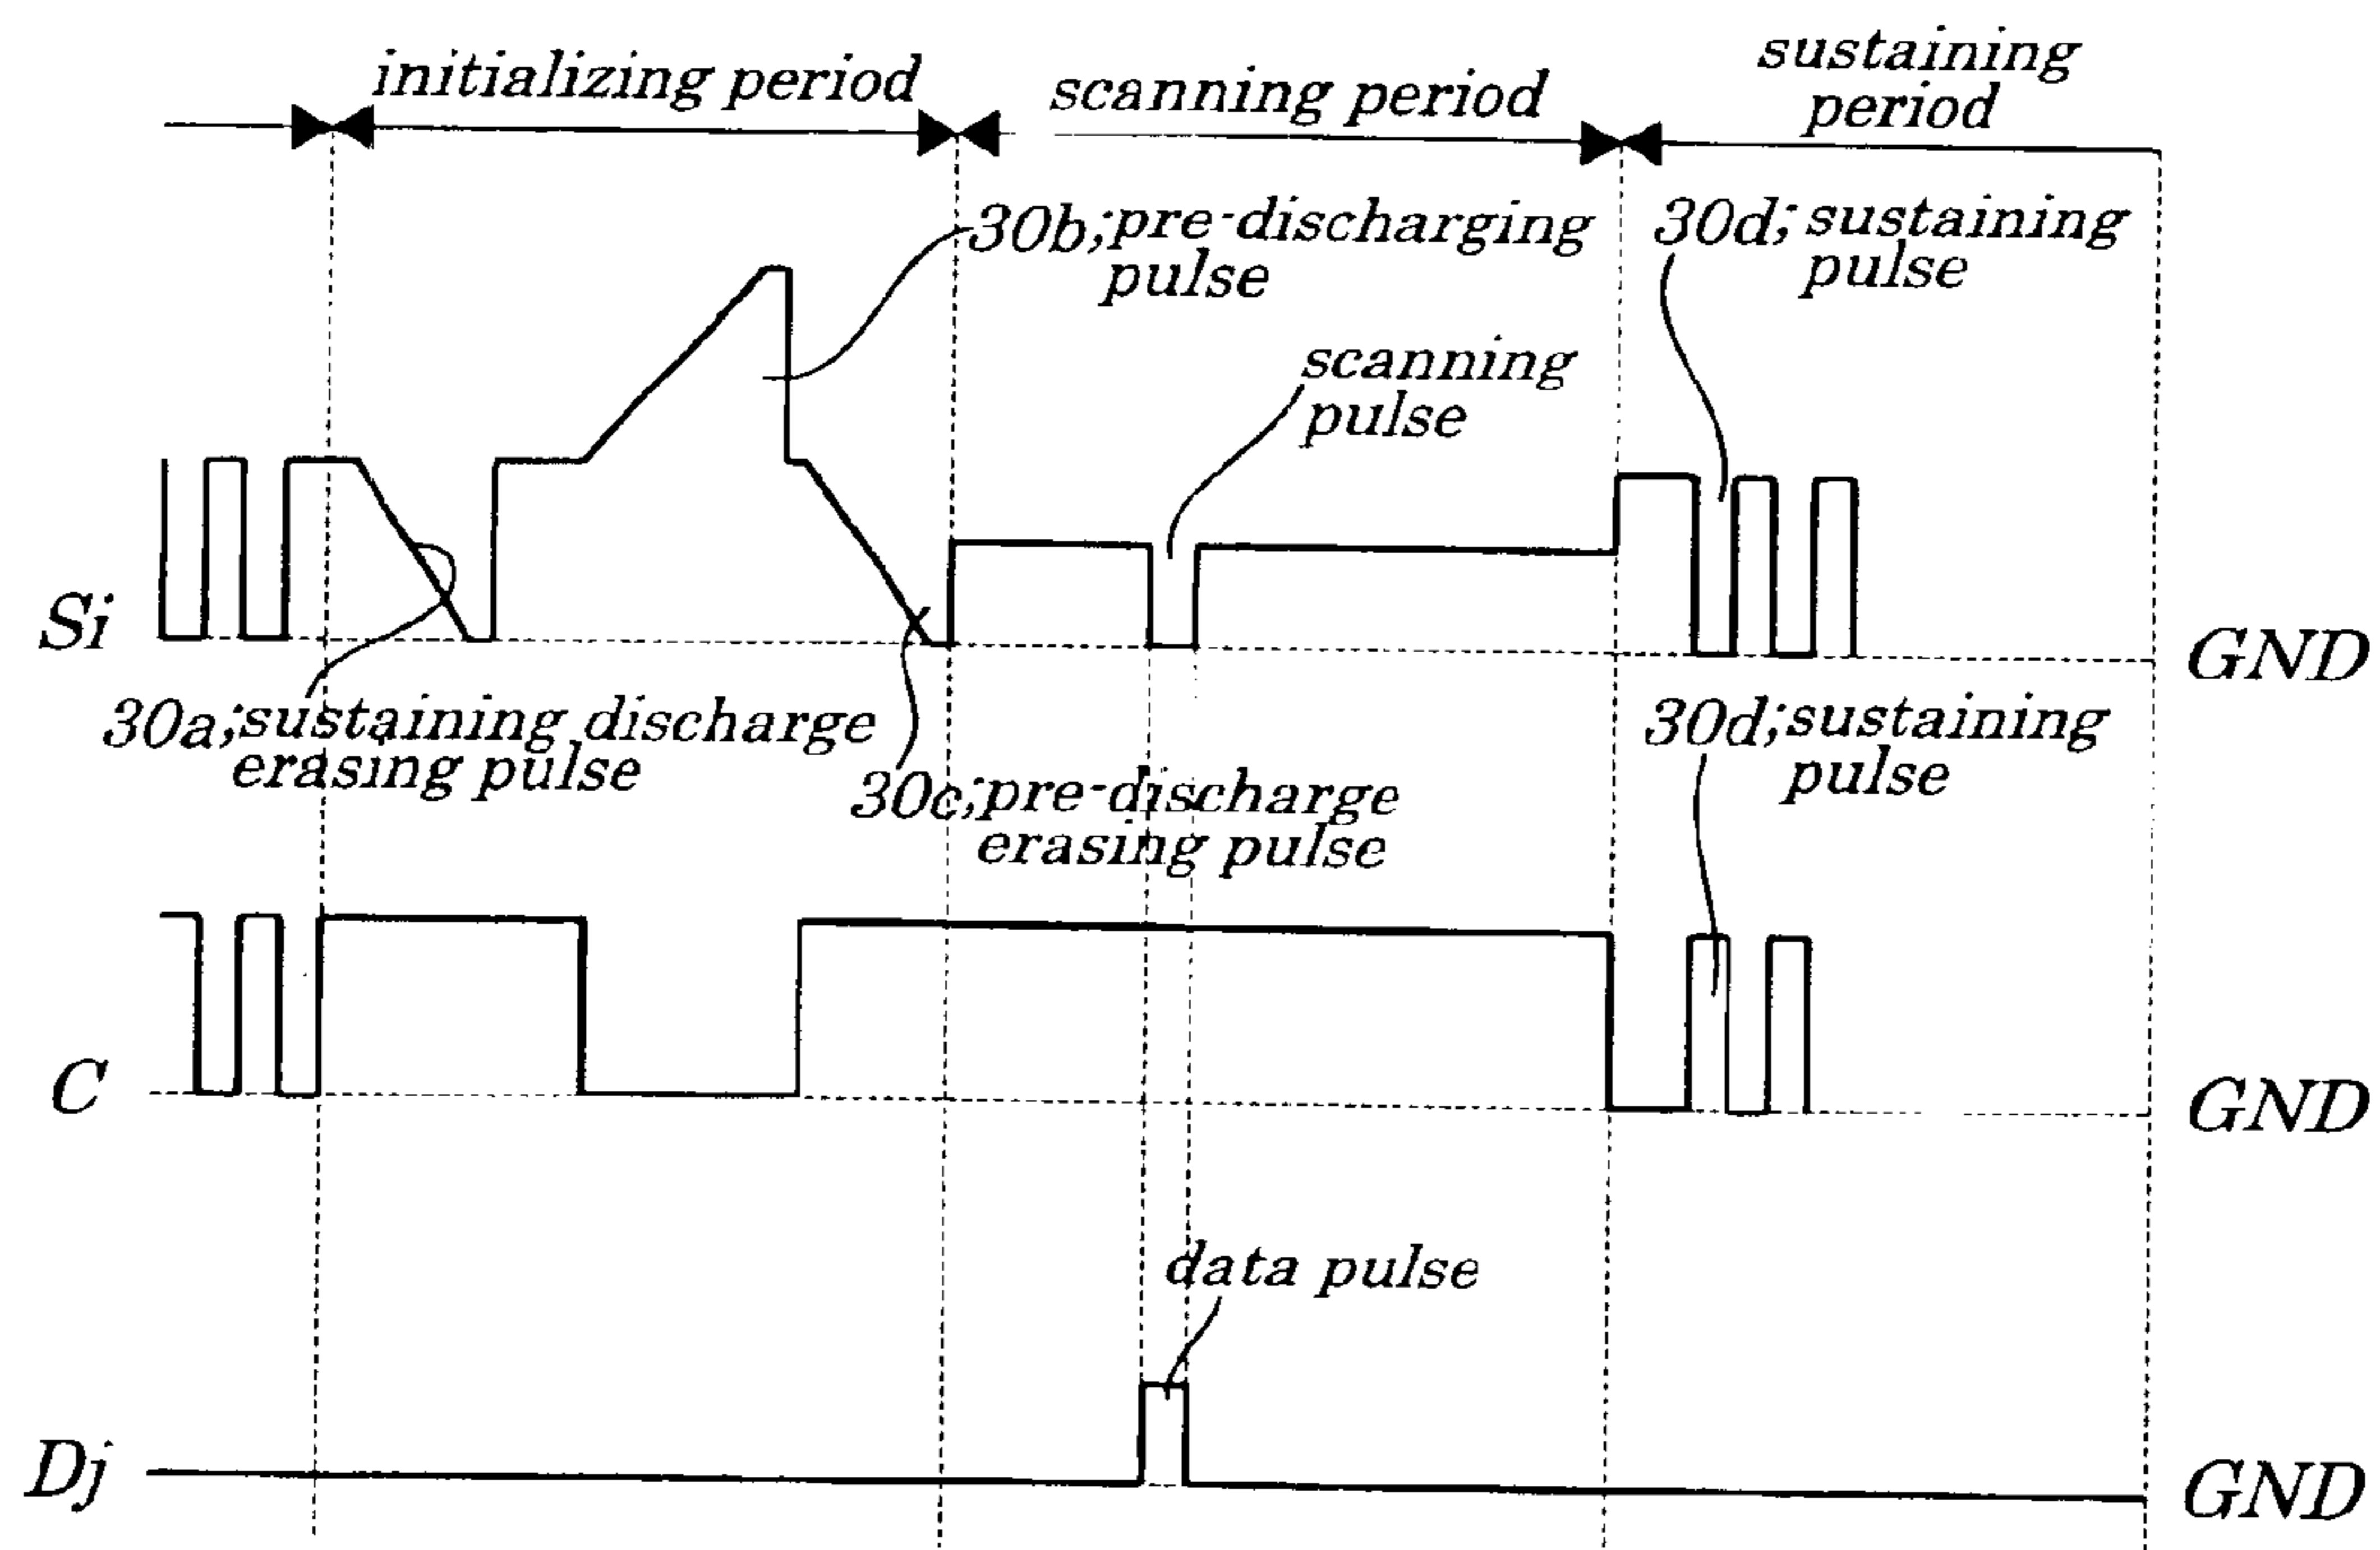 initializing period
scanning period
sustaining
period
30b;pre-discharging
pulse
30d; sustaining
pulse
scanning
pulse
Si
GND
30a;sustaining discharge
erasing pulse
30c;pre-discharge
erasing pulse
30d;sustaining
pulse
C
GND
data pulse
Dj
GND